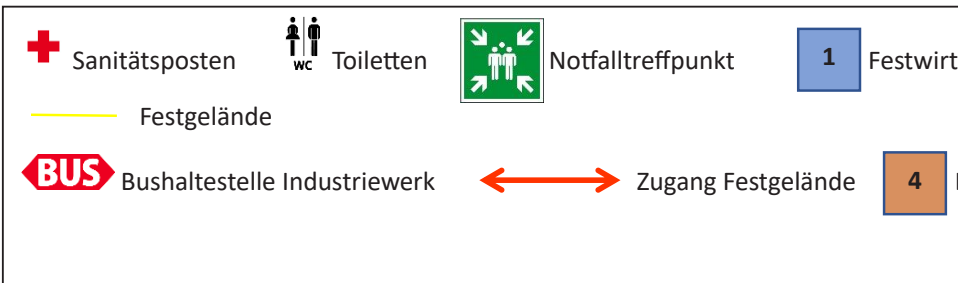 Sanitätsposten WC Toiletten Notfalltreffpunkt 1 Festwirt
Festgelände
BUS Bushaltestelle Industriewerk Zugang Festgelände 4